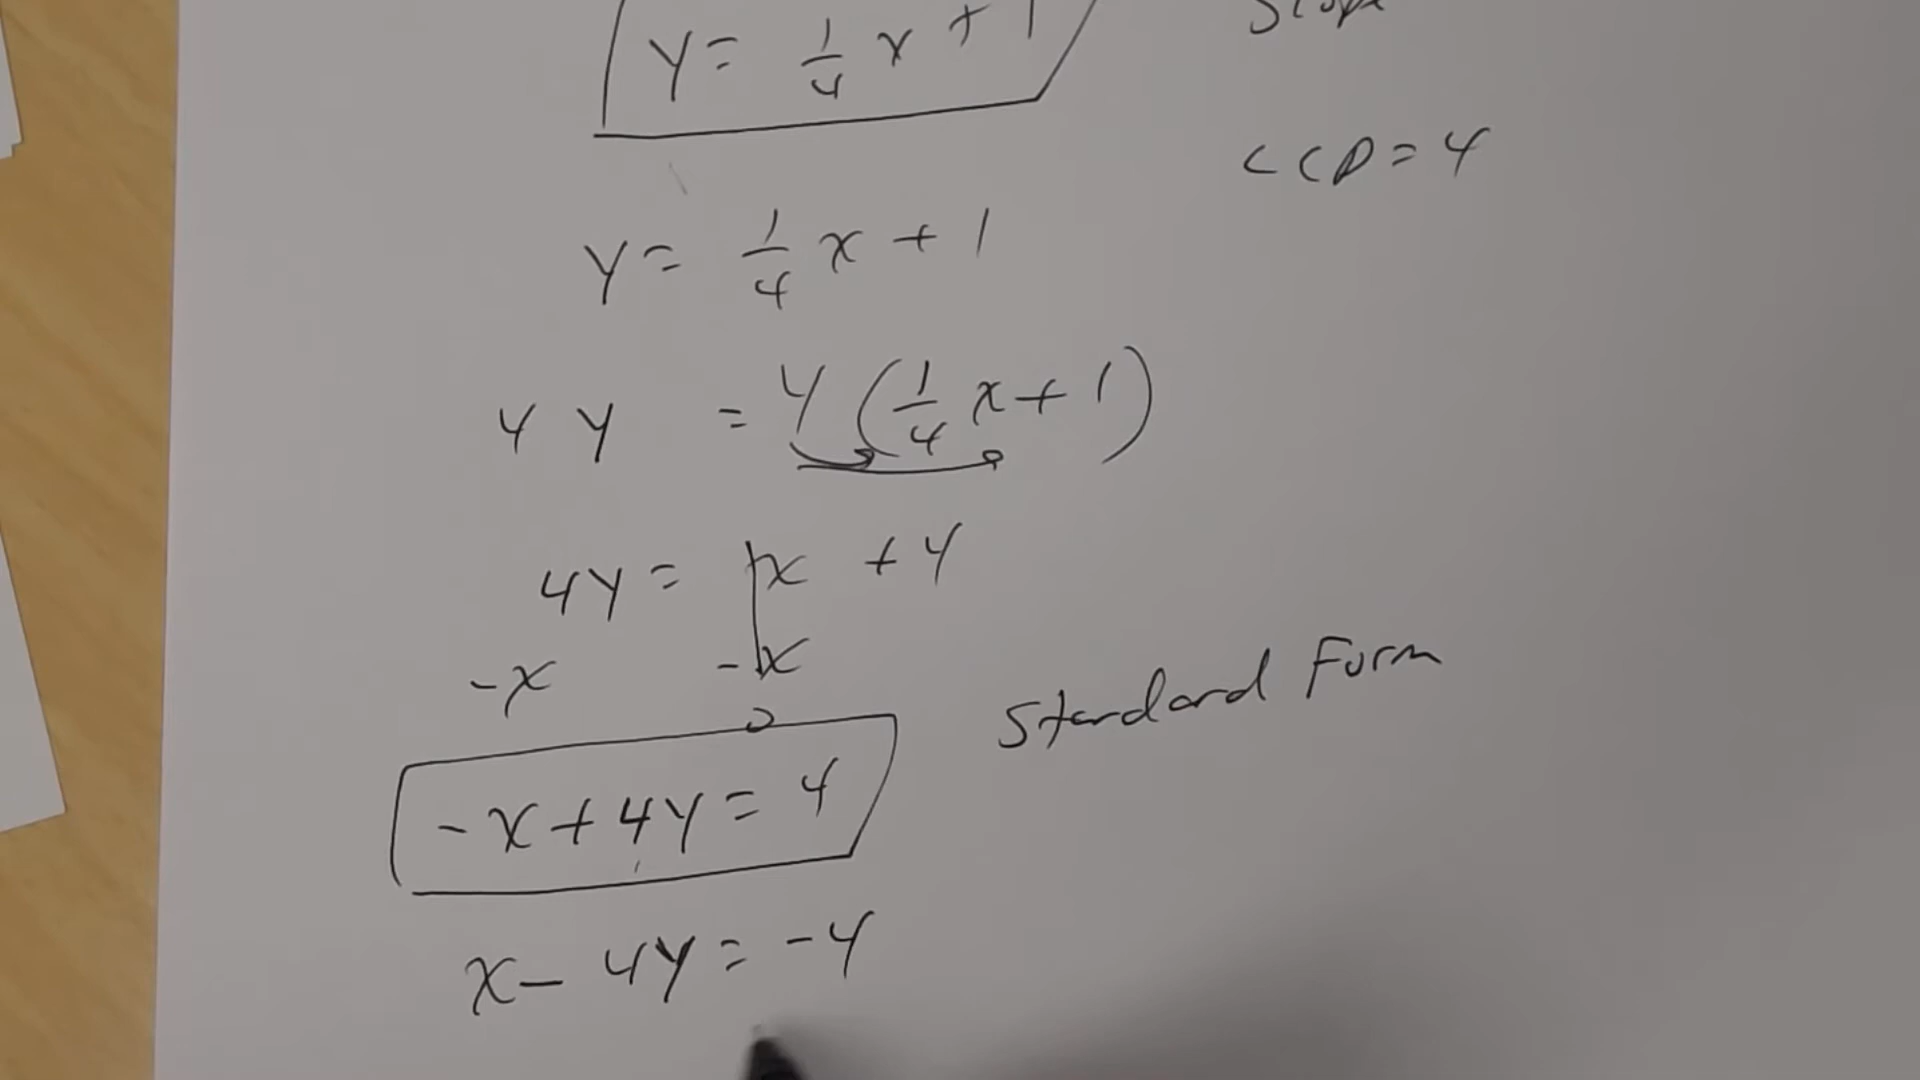 y = 1/4 x + 1
LCD = 4
y = 1/4 x + 1
4 y = 4 (1/4 x + 1)
4y = x + 4
-x -x
0
-x + 4y = 4
Standard Form
x - 4y = -4